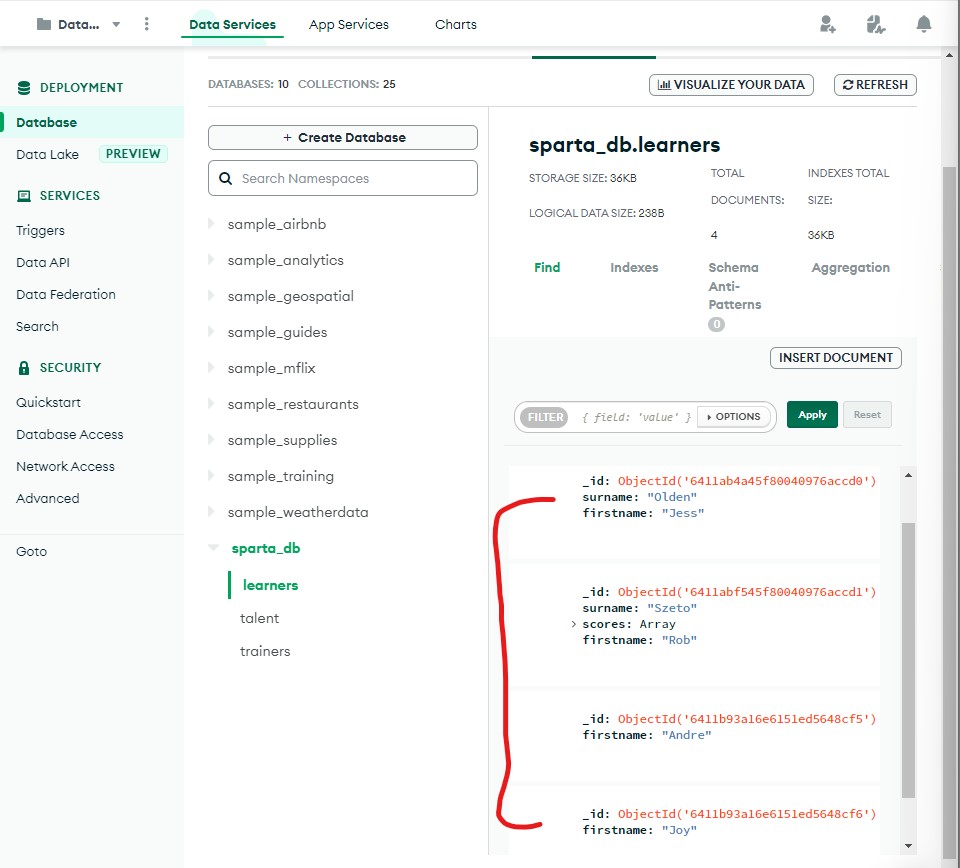 Data...
Data Services
App Services
Charts
DEPLOYMENT
Database
Data Lake PREVIEW
SERVICES
Triggers
Data API
Data Federation
Search
SECURITY
Quickstart
Database Access
Network Access
Advanced
Goto
DATABASES: 10 COLLECTIONS: 25
VISUALIZE YOUR DATA
REFRESH
+ Create Database
Search Namespaces
sample_airbnb
sample_analytics
sample_geospatial
sample_guides
sample_mflix
sample_restaurants
sample_supplies
sample_training
sample_weatherdata
sparta_db
learners
talent
trainers
sparta_db.learners
STORAGE SIZE: 36KB
LOGICAL DATA SIZE: 238B
TOTAL
DOCUMENTS:
4
INDEXES TOTAL
SIZE:
36KB
Find
Indexes
Schema
Anti-
Patterns
0
Aggregation
INSERT DOCUMENT
FILTER { field: 'value' } OPTIONS
Apply
Reset
_id: ObjectId('6411ab4a45f80040976accd0')
surname: "Olden"
firstname: "Jess"
_id: ObjectId('6411abf545f80040976accd1')
surname: "Szeto"
> scores: Array
firstname: "Rob"
_id: ObjectId('6411b93a16e6151ed5648cf5')
firstname: "Andre"
_id: ObjectId('6411b93a16e6151ed5648cf6')
firstname: "Joy"